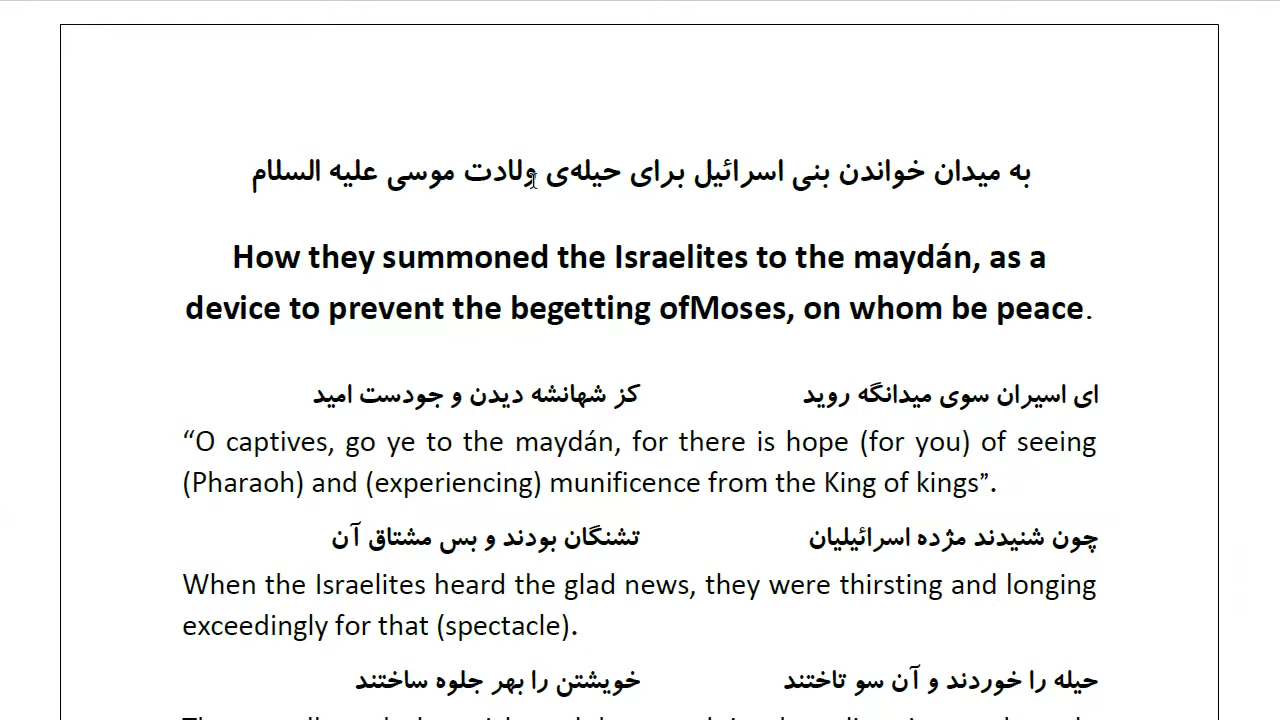 به میدان خواندن بنی اسرائیل برای حیله‌ی ولادت موسی علیه السلام
How they summoned the Israelites to the maydán, as a
device to prevent the begetting ofMoses, on whom be peace.
ای اسیران سوی میدانگه روید کز شهانشه دیدن و جودست امید
“O captives, go ye to the maydán, for there is hope (for you) of seeing
(Pharaoh) and (experiencing) munificence from the King of kings”.
چون شنیدند مژده اسرائیلیان تشنگان بودند و بس مشتاق آن
When the Israelites heard the glad news, they were thirsting and longing
exceedingly for that (spectacle).
حیله را خوردند و آن سو تاختند خویشتن را بهر جلوه ساختند